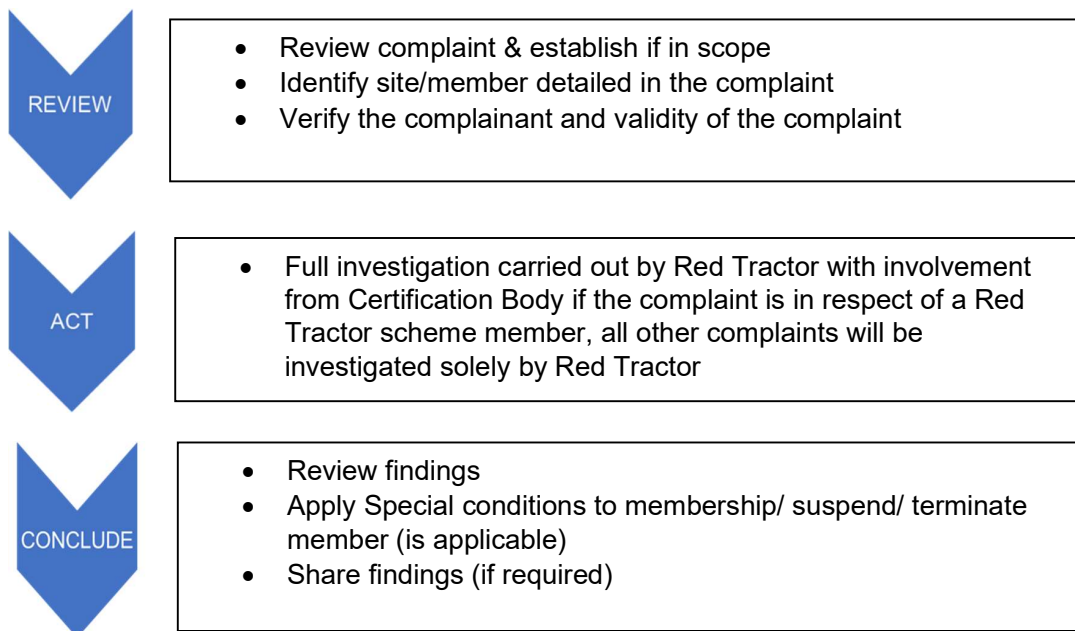 REVIEW
• Review complaint & establish if in scope
• Identify site/member detailed in the complaint
• Verify the complainant and validity of the complaint
ACT
• Full investigation carried out by Red Tractor with involvement
from Certification Body if the complaint is in respect of a Red
Tractor scheme member, all other complaints will be
investigated solely by Red Tractor
CONCLUDE
• Review findings
• Apply Special conditions to membership/ suspend/ terminate
member (is applicable)
• Share findings (if required)